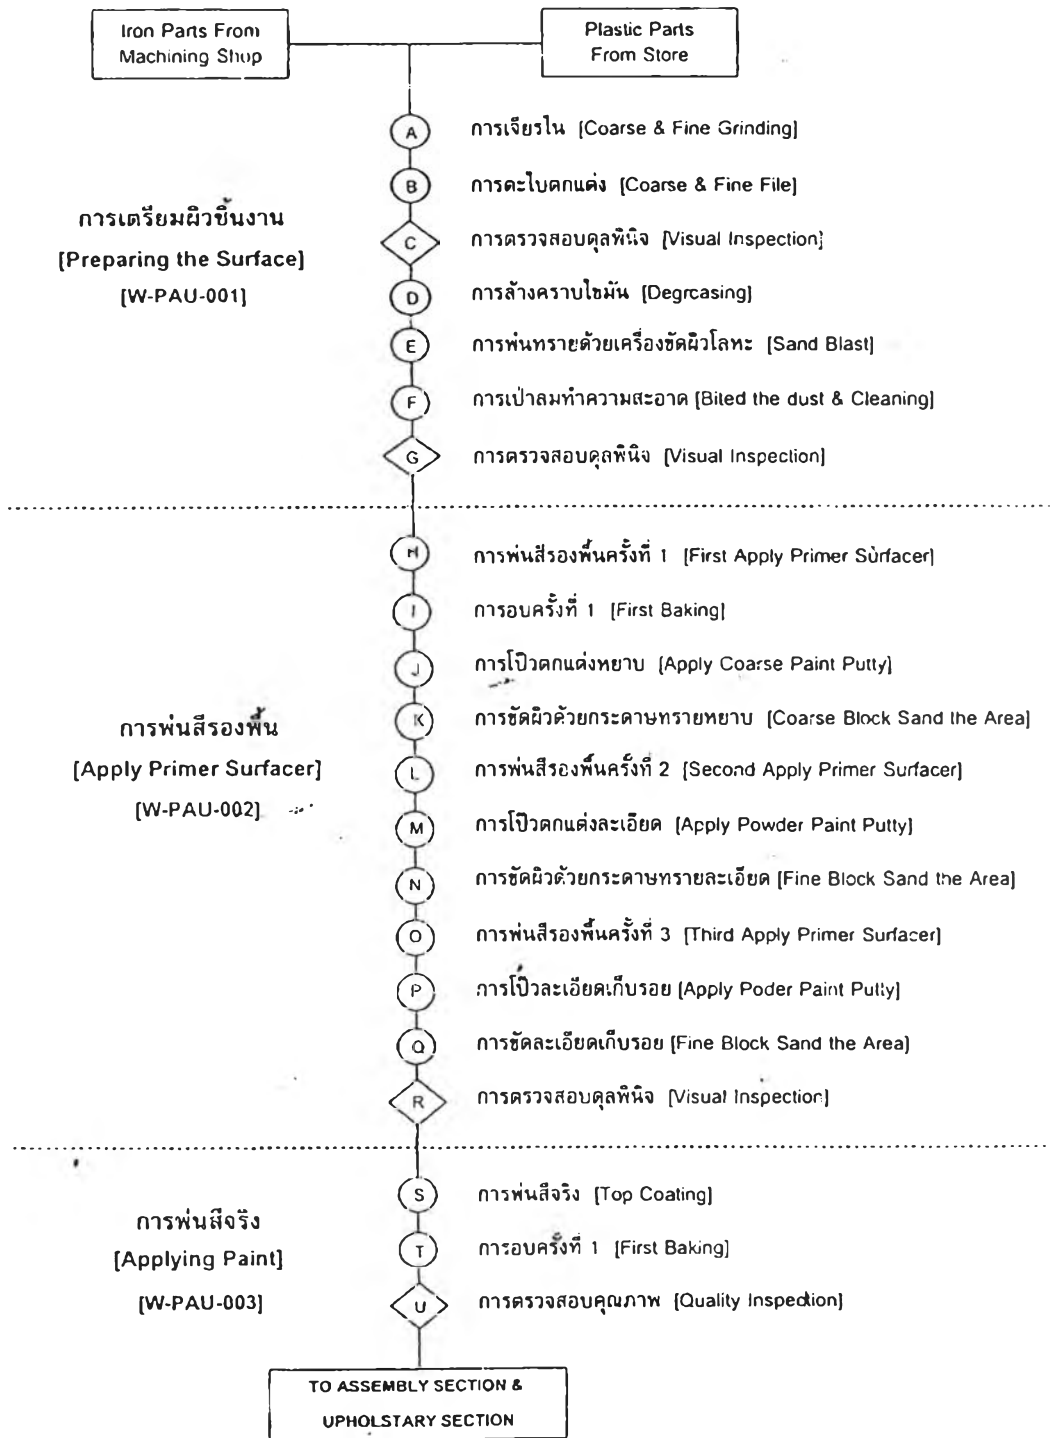 Iron Parts From
Machining Shop
Plastic Parts
From Store
A การเจียรไน [Coarse & Fine Grinding]
B การตะไบตกแต่ง [Coarse & Fine File]
การเตรียมผิวชิ้นงาน
[Preparing the Surface]
[W-PAU-001]
C การตรวจสอบดุลพินิจ [Visual Inspection]
D การล้างคราบไขมัน [Degreasing]
E การพ่นทรายด้วยเครื่องขัดผิวโลหะ [Sand Blast]
F การเป่าลมทำความสะอาด [Bited the dust & Cleaning]
G การตรวจสอบดุลพินิจ [Visual Inspection]
H การพ่นสีรองพื้นครั้งที่ 1 [First Apply Primer Surfacer]
I การอบครั้งที่ 1 [First Baking]
J การโป๊วตกแต่งหยาบ [Apply Coarse Paint Putty]
K การขัดผิวด้วยกระดาษทรายหยาบ [Coarse Block Sand the Area]
การพ่นสีรองพื้น
[Apply Primer Surfacer]
[W-PAU-002]
L การพ่นสีรองพื้นครั้งที่ 2 [Second Apply Primer Surfacer]
M การโป๊วตกแต่งละเอียด [Apply Powder Paint Putty]
N การขัดผิวด้วยกระดาษทรายละเอียด [Fine Block Sand the Area]
O การพ่นสีรองพื้นครั้งที่ 3 [Third Apply Primer Surfacer]
P การโป๊วละเอียดเก็บรอย [Apply Poder Paint Putty]
Q การขัดละเอียดเก็บรอย [Fine Block Sand the Area]
R การตรวจสอบดุลพินิจ [Visual Inspection]
S การพ่นสีจริง [Top Coating]
การพ่นสีจริง
[Applying Paint]
[W-PAU-003]
T การอบครั้งที่ 1 [First Baking]
U การตรวจสอบคุณภาพ [Quality Inspection]
TO ASSEMBLY SECTION &
UPHOLSTARY SECTION